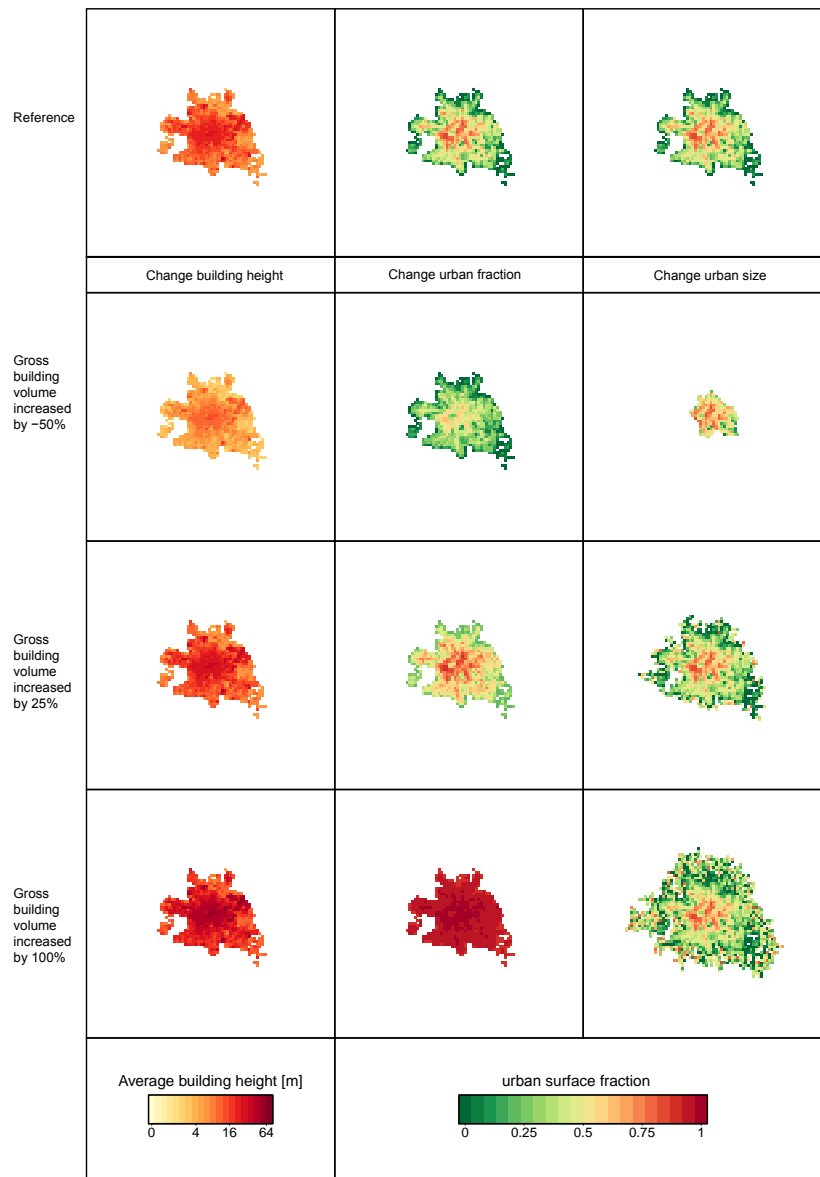 Reference
Change building height
Change urban fraction
Change urban size
Gross
building
volume
increased
by −50%
Gross
building
volume
increased
by 25%
Gross
building
volume
increased
by 100%
Average building height [m]
0 4 16 64
urban surface fraction
0 0.25 0.5 0.75 1